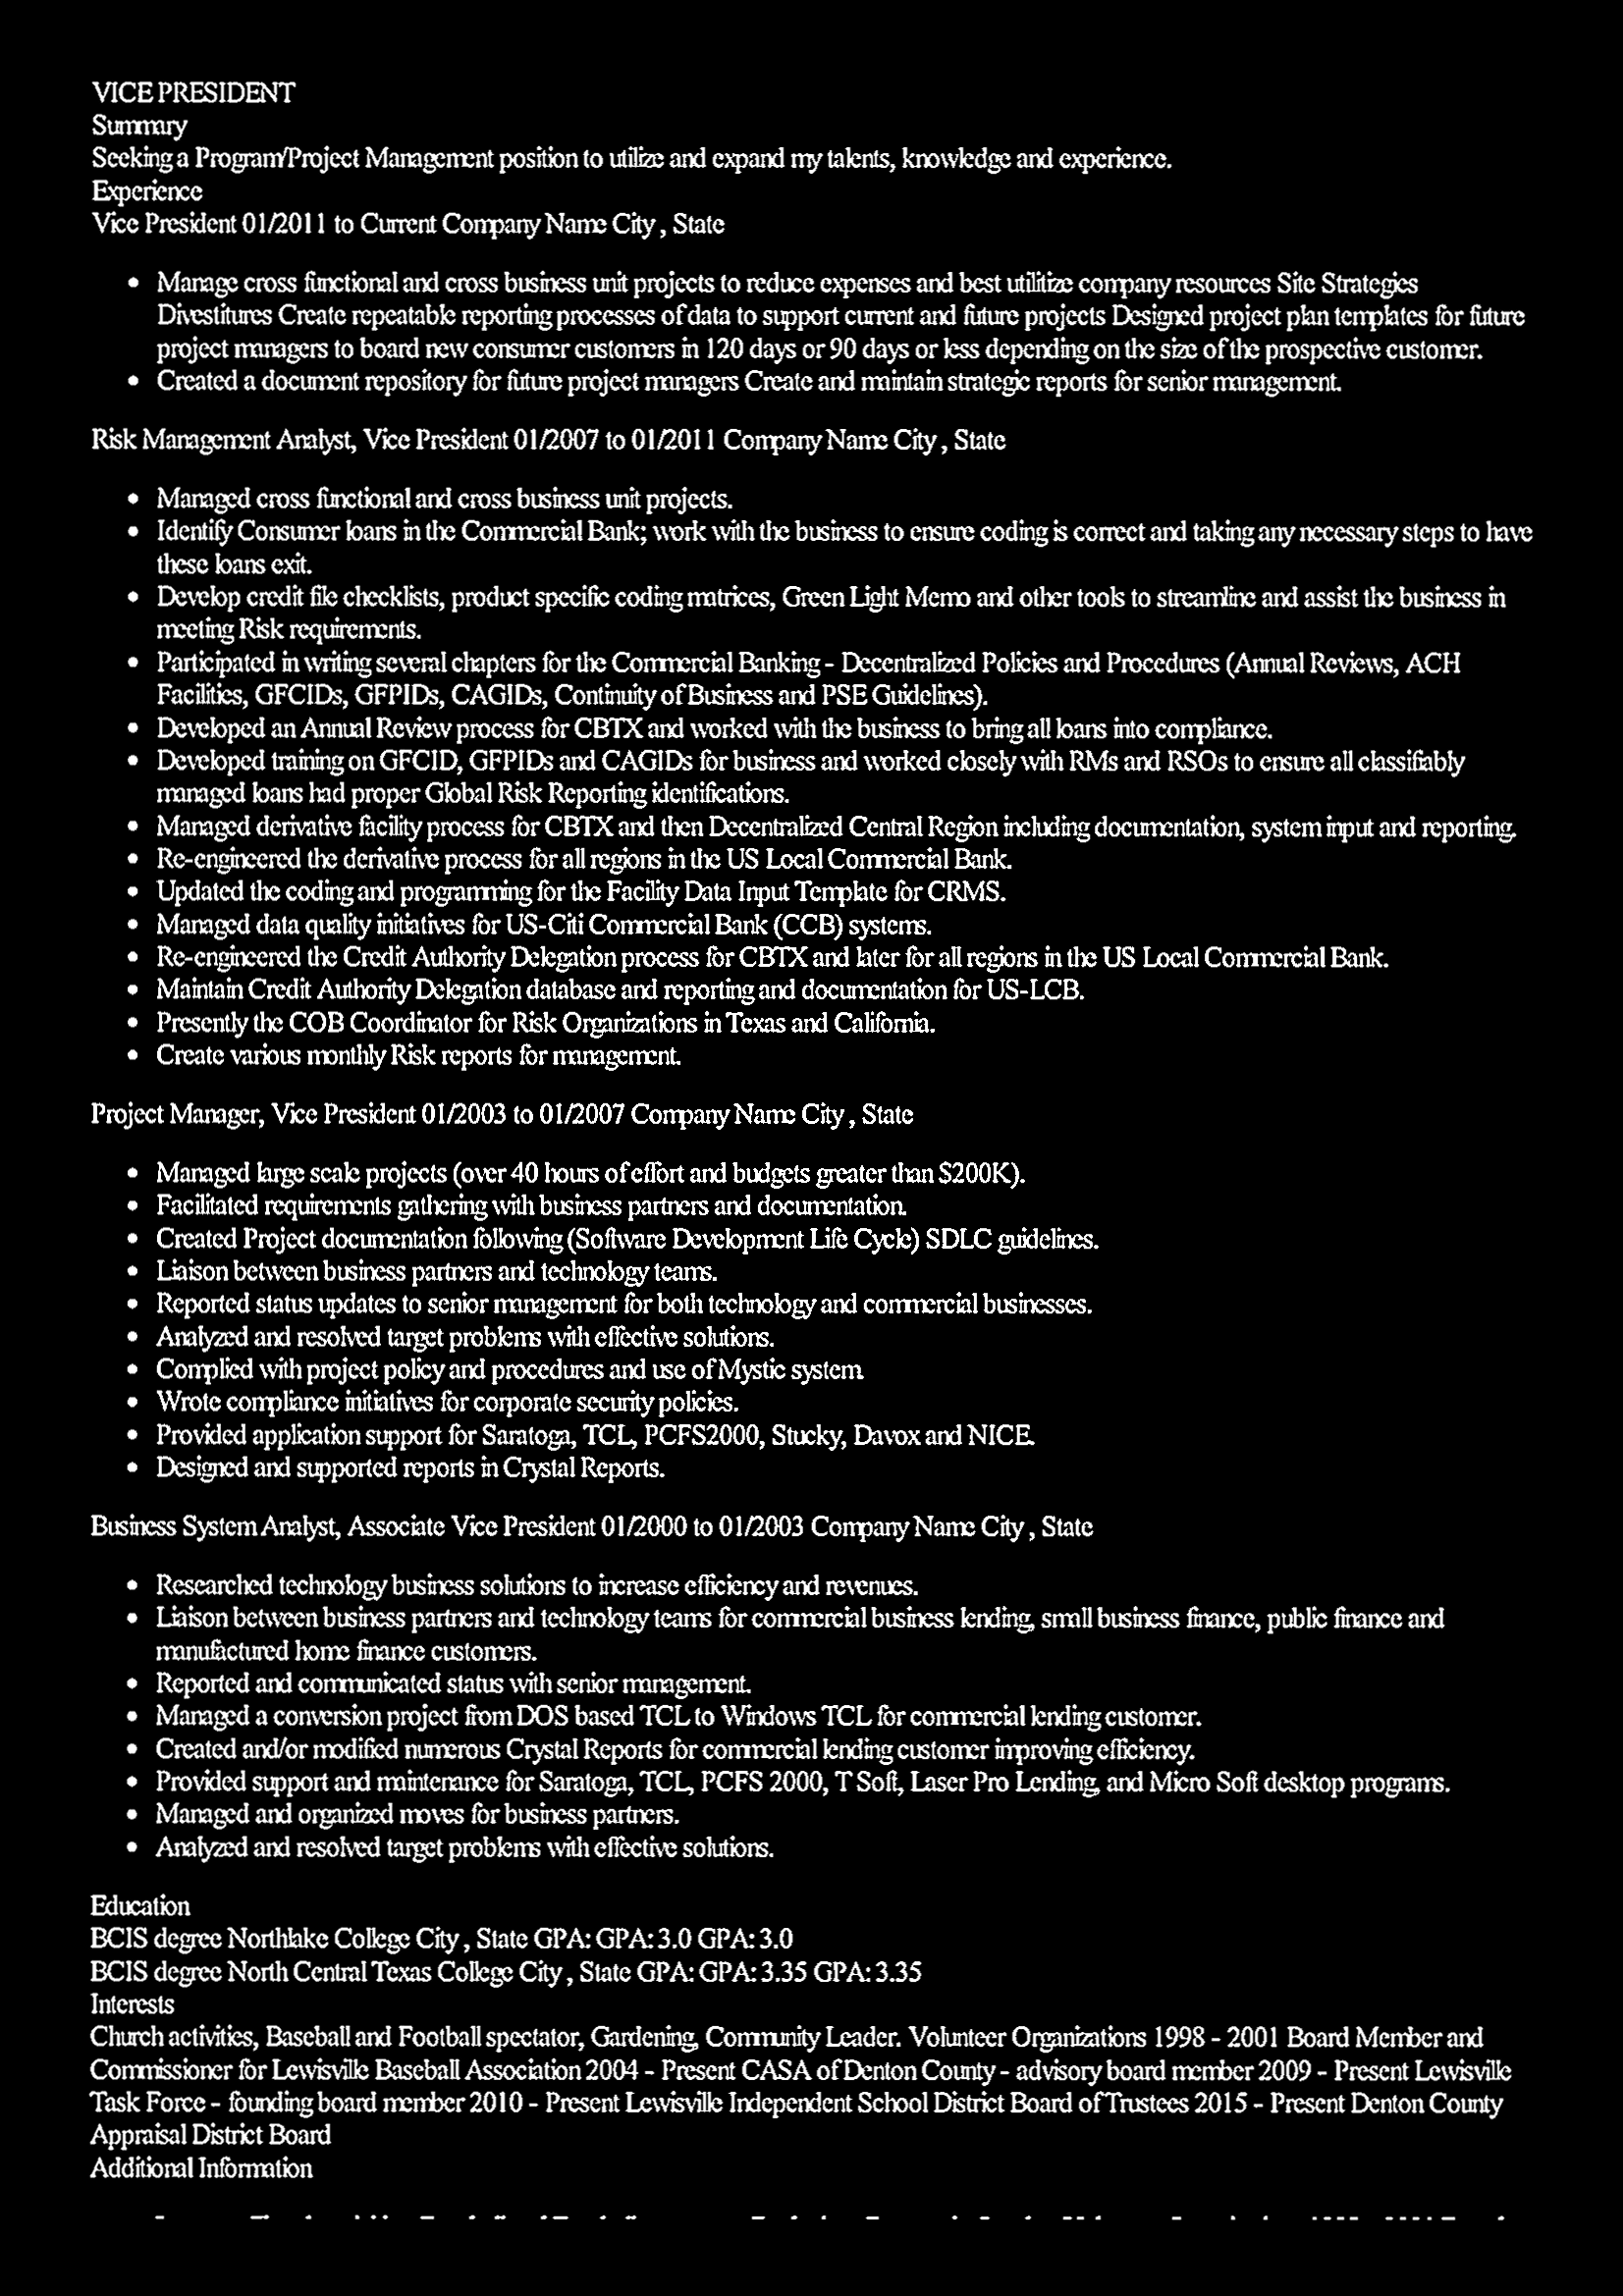 VICE PRESIDENT
Summary
Seeking a Program/Project Management position to utilize and expand my talents, knowledge and experience.
Experience
Vice President 01/2011 to Current Company Name City , State
• Manage cross functional and cross business unit projects to reduce expenses and best utilitize company resources Site Strategies
Divestitures Create repeatable reporting processes of data to support current and future projects Designed project plan templates for future
project managers to board new consumer customers in 120 days or 90 days or less depending on the size of the prospective customer.
• Created a document repository for future project managers Create and maintain strategic reports for senior management.
Risk Management Analyst, Vice President 01/2007 to 01/2011 Company Name City , State
• Managed cross functional and cross business unit projects.
• Identify Consumer loans in the Commercial Bank; work with the business to ensure coding is correct and taking any necessary steps to have
these loans exit.
• Develop credit file checklists, product specific coding matrices, Green Light Memo and other tools to streamline and assist the business in
meeting Risk requirements.
• Participated in writing several chapters for the Commercial Banking - Decentralized Policies and Procedures (Annual Reviews, ACH
Facilities, GFCIDs, GFPIDs, CAGIDs, Continuity of Business and PSE Guidelines).
• Developed an Annual Review process for CBTX and worked with the business to bring all loans into compliance.
• Developed training on GFCID, GFPIDs and CAGIDs for business and worked closely with RMs and RSOs to ensure all classifiably
managed loans had proper Global Risk Reporting identifications.
• Managed derivative facility process for CBTX and then Decentralized Central Region including documentation, system input and reporting.
• Re-engineered the derivative process for all regions in the US Local Commercial Bank.
• Updated the coding and programming for the Facility Data Input Template for CRMS.
• Managed data quality initiatives for US-Citi Commercial Bank (CCB) systems.
• Re-engineered the Credit Authority Delegation process for CBTX and later for all regions in the US Local Commercial Bank.
• Maintain Credit Authority Delegation database and reporting and documentation for US-LCB.
• Presently the COB Coordinator for Risk Organizations in Texas and California.
• Create various monthly Risk reports for management.
Project Manager, Vice President 01/2003 to 01/2007 Company Name City , State
• Managed large scale projects (over 40 hours of effort and budgets greater than $200K).
• Facilitated requirements gathering with business partners and documentation.
• Created Project documentation following (Software Development Life Cycle) SDLC guidelines.
• Liaison between business partners and technology teams.
• Reported status updates to senior management for both technology and commercial businesses.
• Analyzed and resolved target problems with effective solutions.
• Complied with project policy and procedures and use of Mystic system.
• Wrote compliance initiatives for corporate security policies.
• Provided application support for Saratoga, TCL, PCFS2000, Stucky, Davox and NICE.
• Designed and supported reports in Crystal Reports.
Business System Analyst, Associate Vice President 01/2000 to 01/2003 Company Name City , State
• Researched technology business solutions to increase efficiency and revenues.
• Liaison between business partners and technology teams for commercial business lending, small business finance, public finance and
manufactured home finance customers.
• Reported and communicated status with senior management.
• Managed a conversion project from DOS based TCL to Windows TCL for commercial lending customer.
• Created and/or modified numerous Crystal Reports for commercial lending customer improving efficiency.
• Provided support and maintenance for Saratoga, TCL, PCFS 2000, T Soft, Laser Pro Lending, and Micro Soft desktop programs.
• Managed and organized moves for business partners.
• Analyzed and resolved target problems with effective solutions.
Education
BCIS degree Northlake College City , State GPA: GPA: 3.0 GPA: 3.0
BCIS degree North Central Texas College City , State GPA: GPA: 3.35 GPA: 3.35
Interests
Church activities, Baseball and Football spectator, Gardening, Community Leader. Volunteer Organizations 1998 - 2001 Board Member and
Commissioner for Lewisville Baseball Association 2004 - Present CASA of Denton County - advisory board member 2009 - Present Lewisville
Task Force - founding board member 2010 - Present Lewisville Independent School District Board of Trustees 2015 - Present Denton County
Appraisal District Board
Additional Information